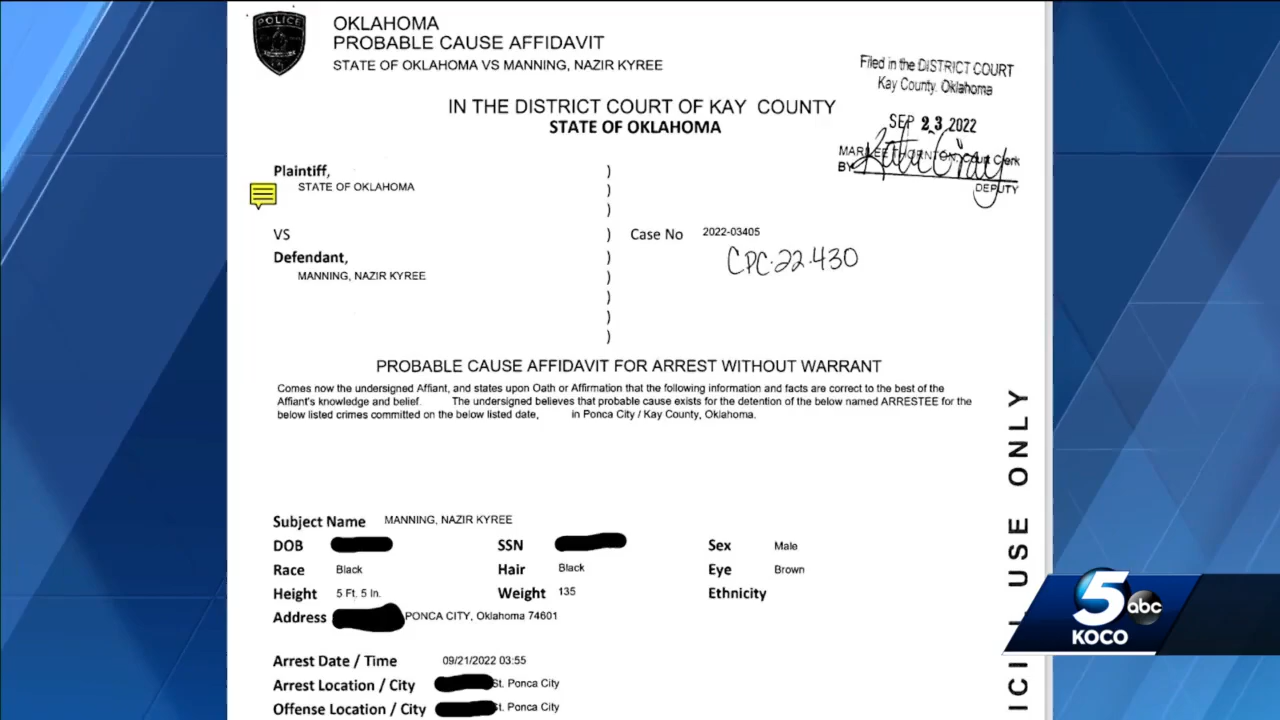 POLICE
OKLAHOMA
PROBABLE CAUSE AFFIDAVIT
STATE OF OKLAHOMA VS MANNING, NAZIR KYREE
Filed in the DISTRICT COURT
Kay County, Oklahoma
SEP 23 2022
Court Clerk
BY
DEPUTY
IN THE DISTRICT COURT OF KAY COUNTY
STATE OF OKLAHOMA
Plaintiff, )
STATE OF OKLAHOMA )
)
VS ) Case No 2022-03405
CPC-22-430
Defendant, )
MANNING, NAZIR KYREE )
)
)
)
PROBABLE CAUSE AFFIDAVIT FOR ARREST WITHOUT WARRANT
Comes now the undersigned Affiant, and states upon Oath or Affirmation that the following information and facts are correct to the best of the
Affiant's knowledge and belief. The undersigned believes that probable cause exists for the detention of the below named ARRESTEE for the
below listed crimes committed on the below listed date, in Ponca City / Kay County, Oklahoma.
Subject Name MANNING, NAZIR KYREE
DOB SSN Sex Male
Race Black Hair Black Eye Brown
Height 5 Ft. 5 In. Weight 135 Ethnicity
Address PONCA CITY, Oklahoma 74601
Arrest Date / Time 09/21/2022 03:55
Arrest Location / City St. Ponca City
Offense Location / City St. Ponca City
USE ONLY
5 abc
KOCO